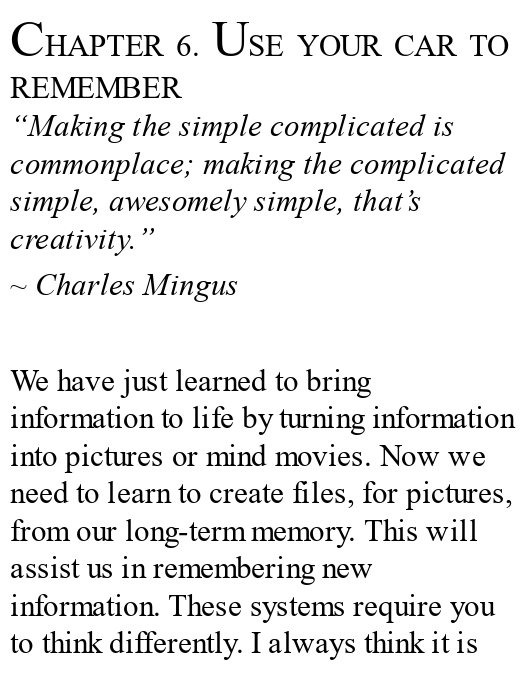 CHAPTER 6. USE YOUR CAR TO
REMEMBER
“Making the simple complicated is
commonplace; making the complicated
simple, awesomely simple, that’s
creativity.”
~ Charles Mingus
We have just learned to bring
information to life by turning information
into pictures or mind movies. Now we
need to learn to create files, for pictures,
from our long-term memory. This will
assist us in remembering new
information. These systems require you
to think differently. I always think it is